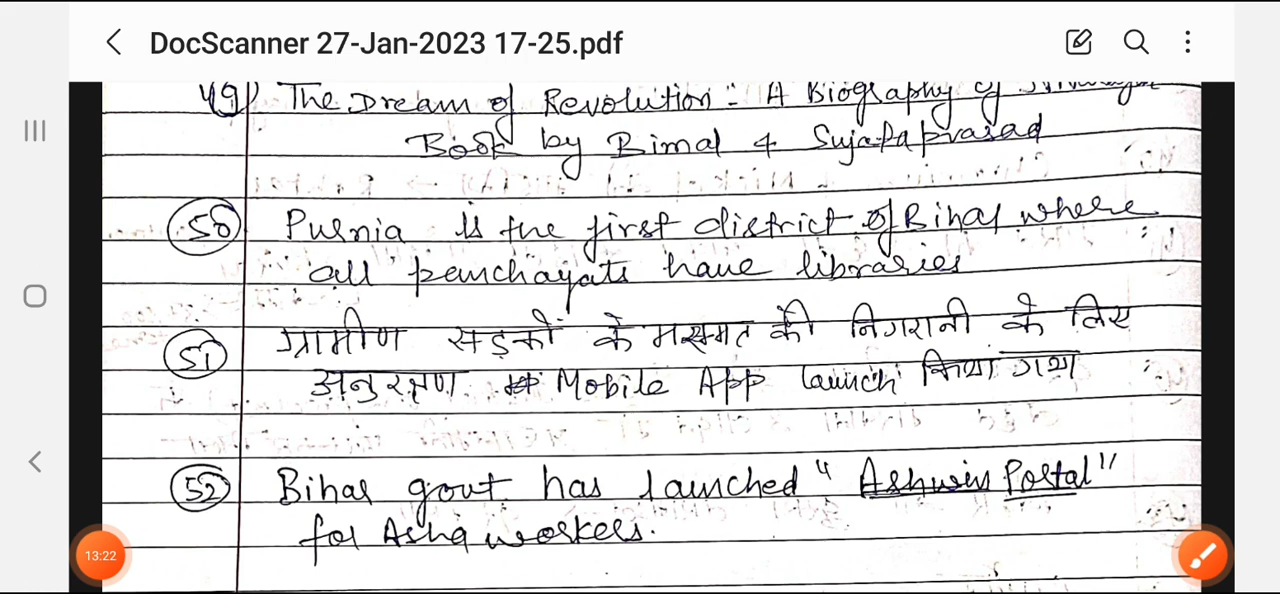 DocScanner 27-Jan-2023 17-25.pdf
49) The Dream of Revolution :- A Biography of
Book by Bimal & Sujata prasad
50 Purnia is the first district of Bihar where
all panchayats have libraries
51 ग्रामीण सड़कों के मरम्मत की निगरानी के लिए
अनुरक्षण Mobile App launch किया गया
52 Bihar govt has launched "Ashwin Portal"
for Asha workers.
13:22